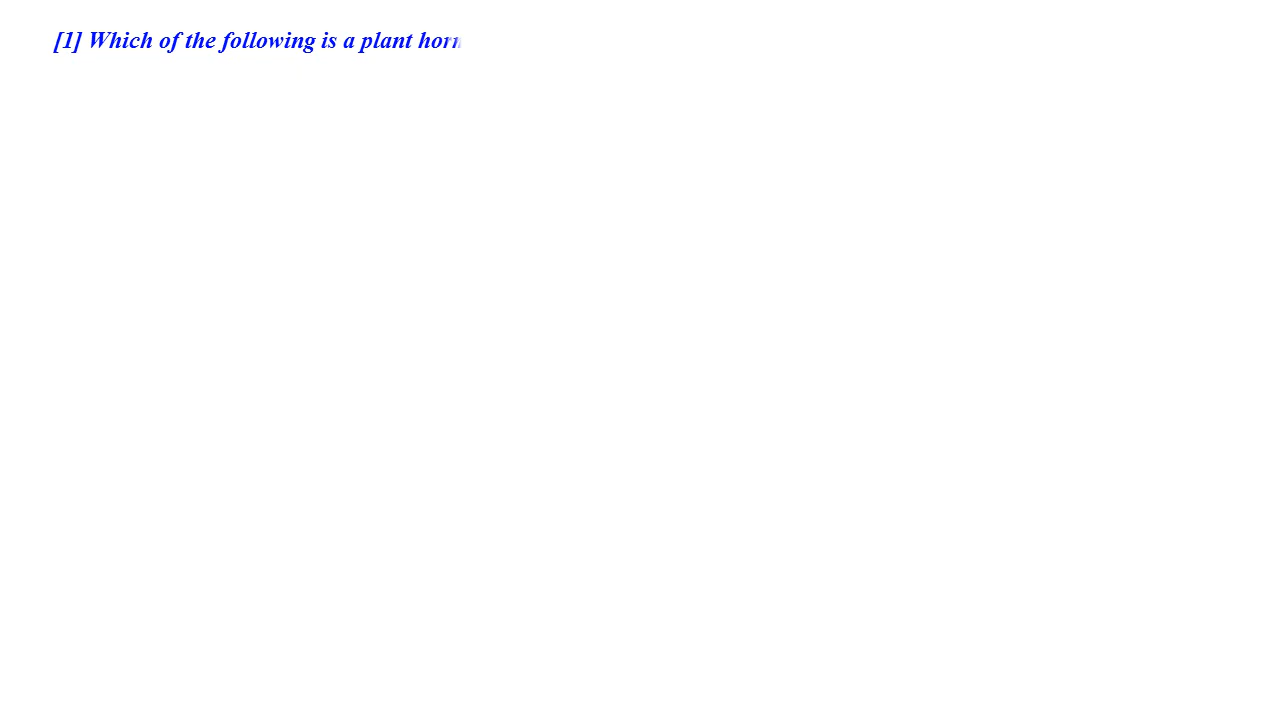 [1] Which of the following is a plant